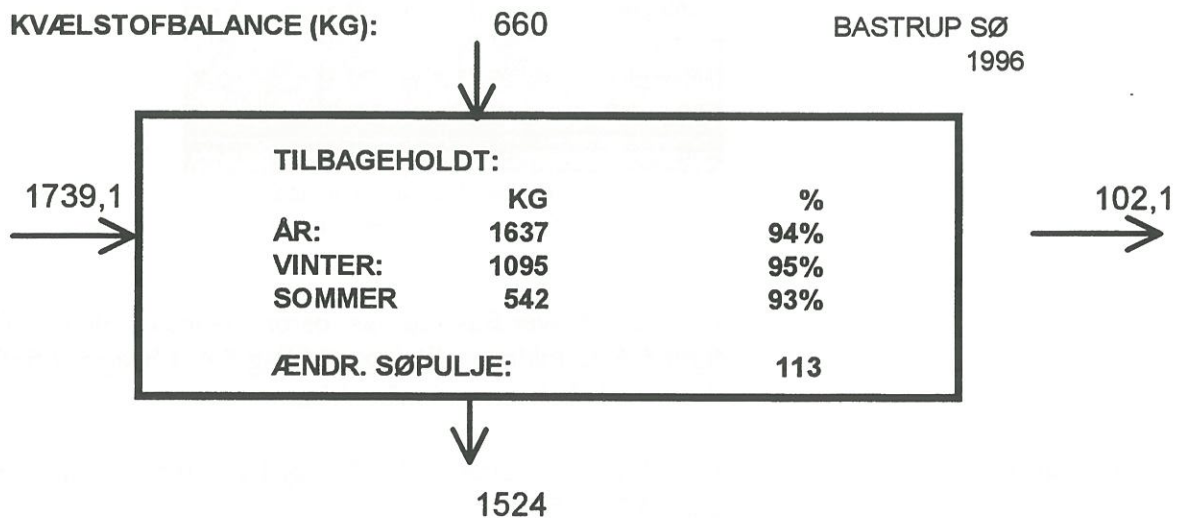 KVÆLSTOFBALANCE (KG): 660 BASTRUP SØ
1996
TILBAGEHOLDT:
1739,1 KG % 102,1
ÅR: 1637 94%
VINTER: 1095 95%
SOMMER 542 93%
ÆNDR. SØPULJE: 113
1524